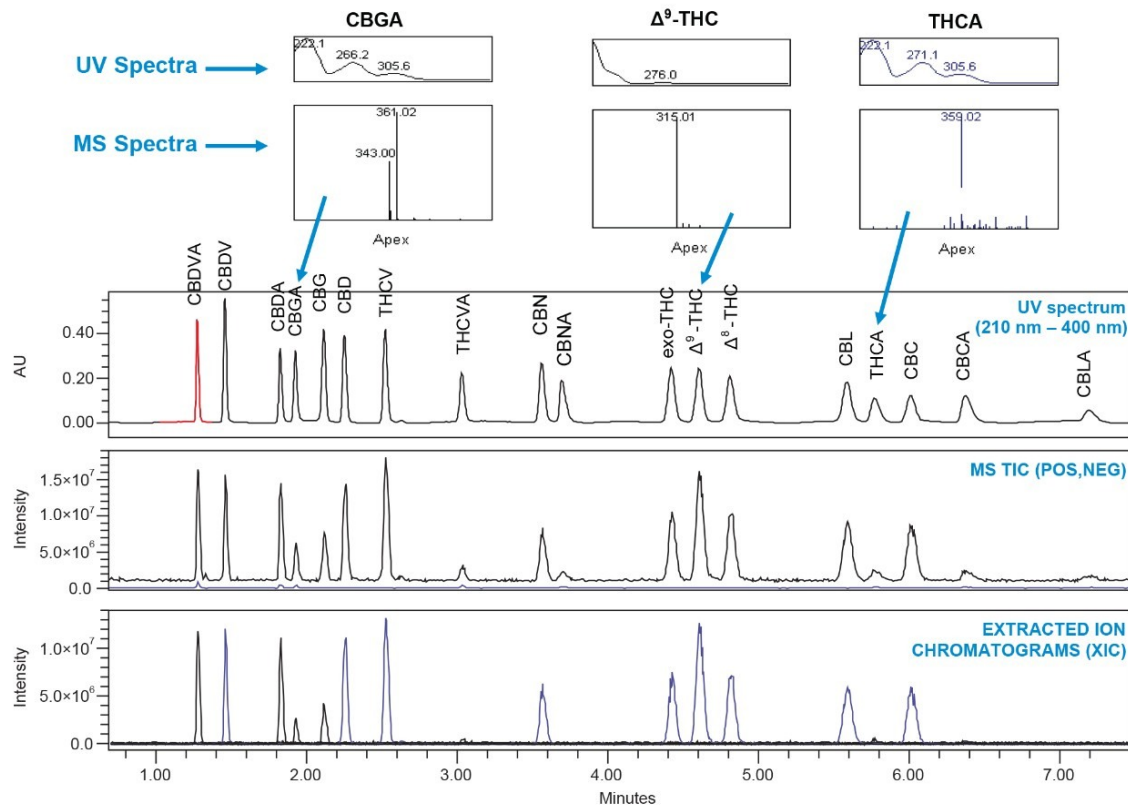 CBGA
Δ⁹-THC
THCA
UV Spectra
222.1
266.2
305.6
276.0
222.1
271.1
305.6
MS Spectra
361.02
343.00
315.01
359.02
Apex
Apex
Apex
CBDVA
CBDV
CBDA
CBGA
CBG
CBD
THCV
THCVA
CBN
CBNA
exo-THC
Δ⁹-THC
Δ⁸-THC
CBL
THCA
CBC
CBCA
CBLA
UV spectrum
(210 nm – 400 nm)
AU
0.40
0.20
0.00
MS TIC (POS,NEG)
Intensity
1.5×10⁷
1.0×10⁷
5.0×10⁶
0.0
EXTRACTED ION
CHROMATOGRAMS (XIC)
Intensity
1.0×10⁷
5.0×10⁶
0.0
1.00 2.00 3.00 4.00 5.00 6.00 7.00
Minutes